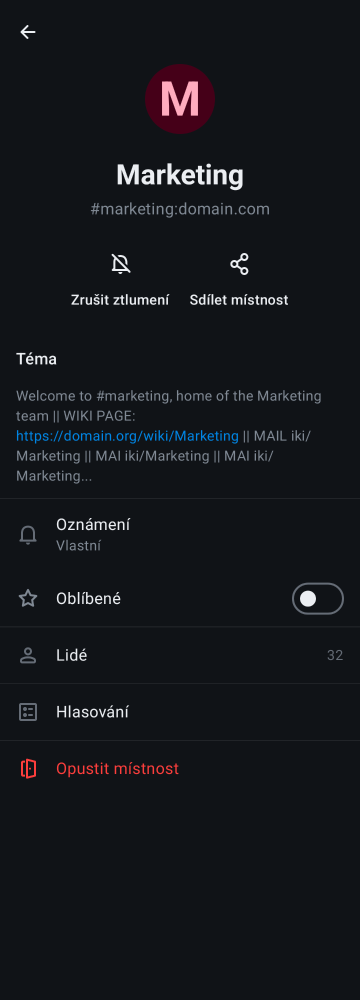 M
Marketing
#marketing:domain.com
Zrušit ztlumení
Sdílet místnost
Téma
Welcome to #marketing, home of the Marketing
team || WIKI PAGE:
https://domain.org/wiki/Marketing || MAIL iki/
Marketing || MAI iki/Marketing || MAI iki/
Marketing...
Oznámení
Vlastní
Oblíbené
Lidé 32
Hlasování
Opustit místnost